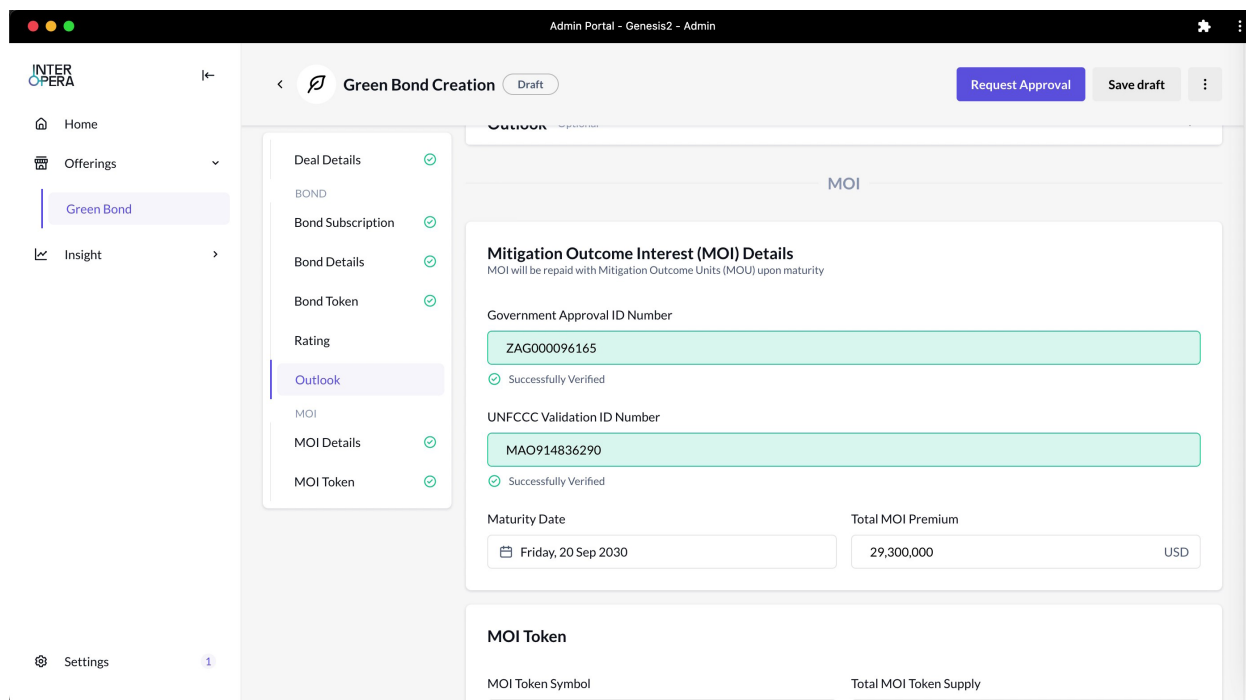 Admin Portal - Genesis2 - Admin
INTER
OPERA
Home
Offerings
Green Bond
Insight
Settings 1
Green Bond Creation Draft
Request Approval Save draft
Deal Details
BOND
Bond Subscription
Bond Details
Bond Token
Rating
Outlook
MOI
MOI Details
MOI Token
Outlook Optional
MOI
Mitigation Outcome Interest (MOI) Details
MOI will be repaid with Mitigation Outcome Units (MOU) upon maturity
Government Approval ID Number
ZAG000096165
Successfully Verified
UNFCCC Validation ID Number
MAO914836290
Successfully Verified
Maturity Date Total MOI Premium
Friday, 20 Sep 2030 29,300,000 USD
MOI Token
MOI Token Symbol Total MOI Token Supply